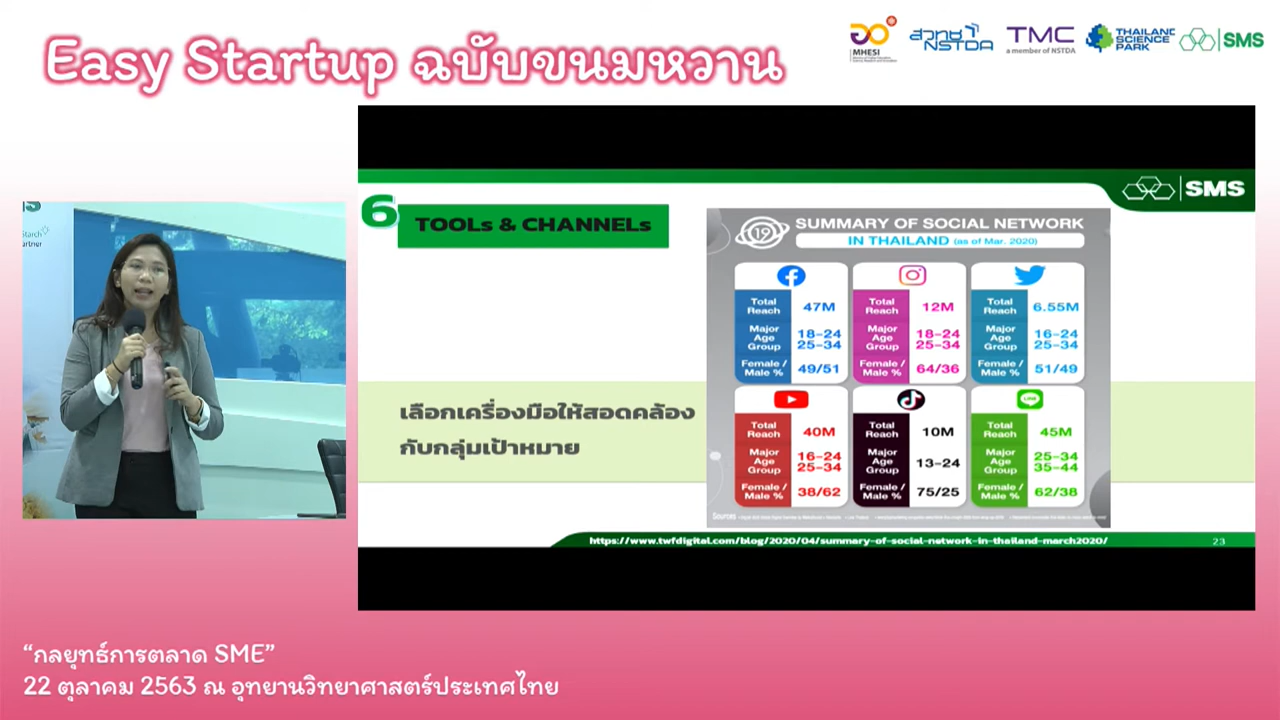 Easy Startup ฉบับขนมหวาน
MHESI
สวทช
NSTDA
TMC
a member of NSTDA
THAILAND
SCIENCE
PARK
SMS
SMS
6
TOOLs & CHANNELs
เลือกเครื่องมือให้สอดคล้อง
กับกลุ่มเป้าหมาย
19
SUMMARY OF SOCIAL NETWORK
IN THAILAND (as of Mar. 2020)
Total Reach 47M
Major Age Group 18-24 25-34
Female / Male % 49/51
Total Reach 12M
Major Age Group 18-24 25-34
Female / Male % 64/36
Total Reach 6.55M
Major Age Group 16-24 25-34
Female / Male % 51/49
Total Reach 40M
Major Age Group 16-24 25-34
Female / Male % 38/62
Total Reach 10M
Major Age Group 13-24
Female / Male % 75/25
LINE
Total Reach 45M
Major Age Group 25-34 35-44
Female / Male % 62/38
Sources
https://www.twfdigital.com/blog/2020/04/summary-of-social-network-in-thailand-march2020/
23
“กลยุทธ์การตลาด SME”
22 ตุลาคม 2563 ณ อุทยานวิทยาศาสตร์ประเทศไทย